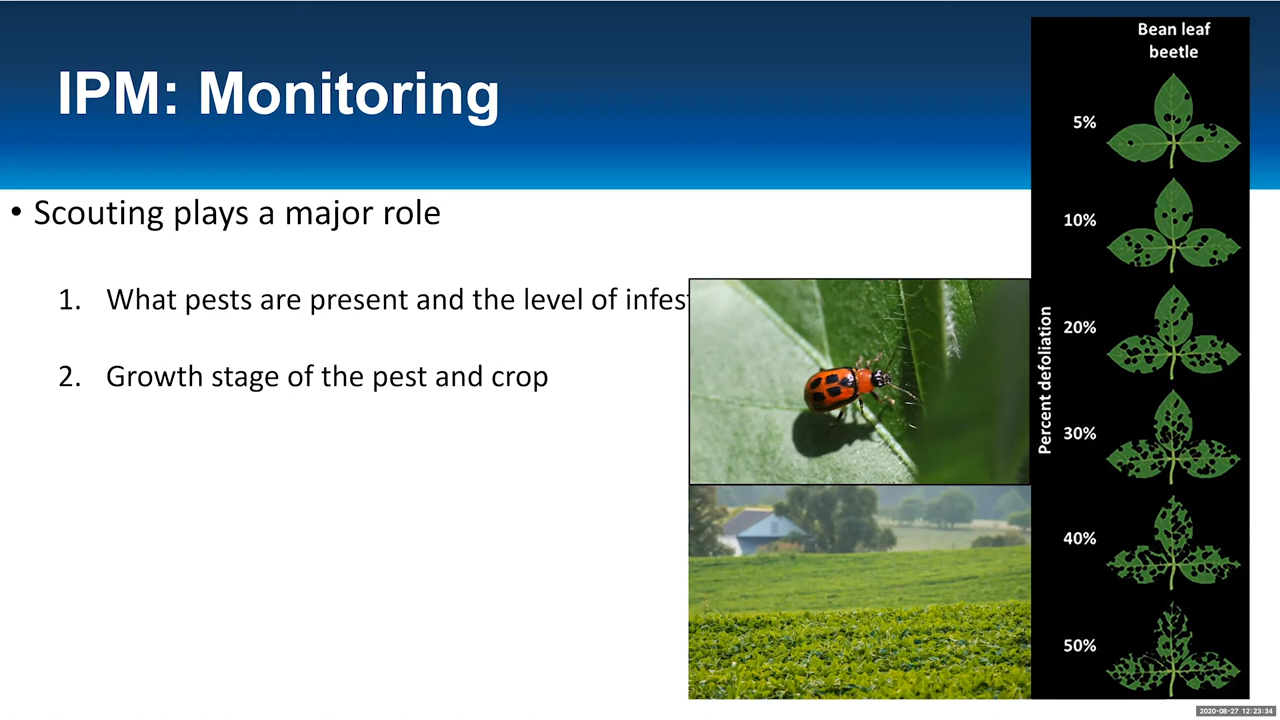 IPM: Monitoring
• Scouting plays a major role
1. What pests are present and the level of
2. Growth stage of the pest and crop
Bean leaf
beetle
Percent defoliation
5%
10%
20%
30%
40%
50%
2020-08-27 12:23:34